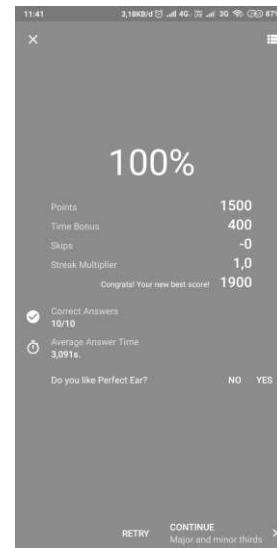 11:41 3,18KB/d 4G 3G 87%
100%
Points 1500
Time Bonus 400
Skips -0
Streak Multiplier 1,0
Congrats! Your new best score! 1900
Correct Answers
10/10
Average Answer Time
3,091s.
Do you like Perfect Ear? NO YES
RETRY CONTINUE
Major and minor thirds